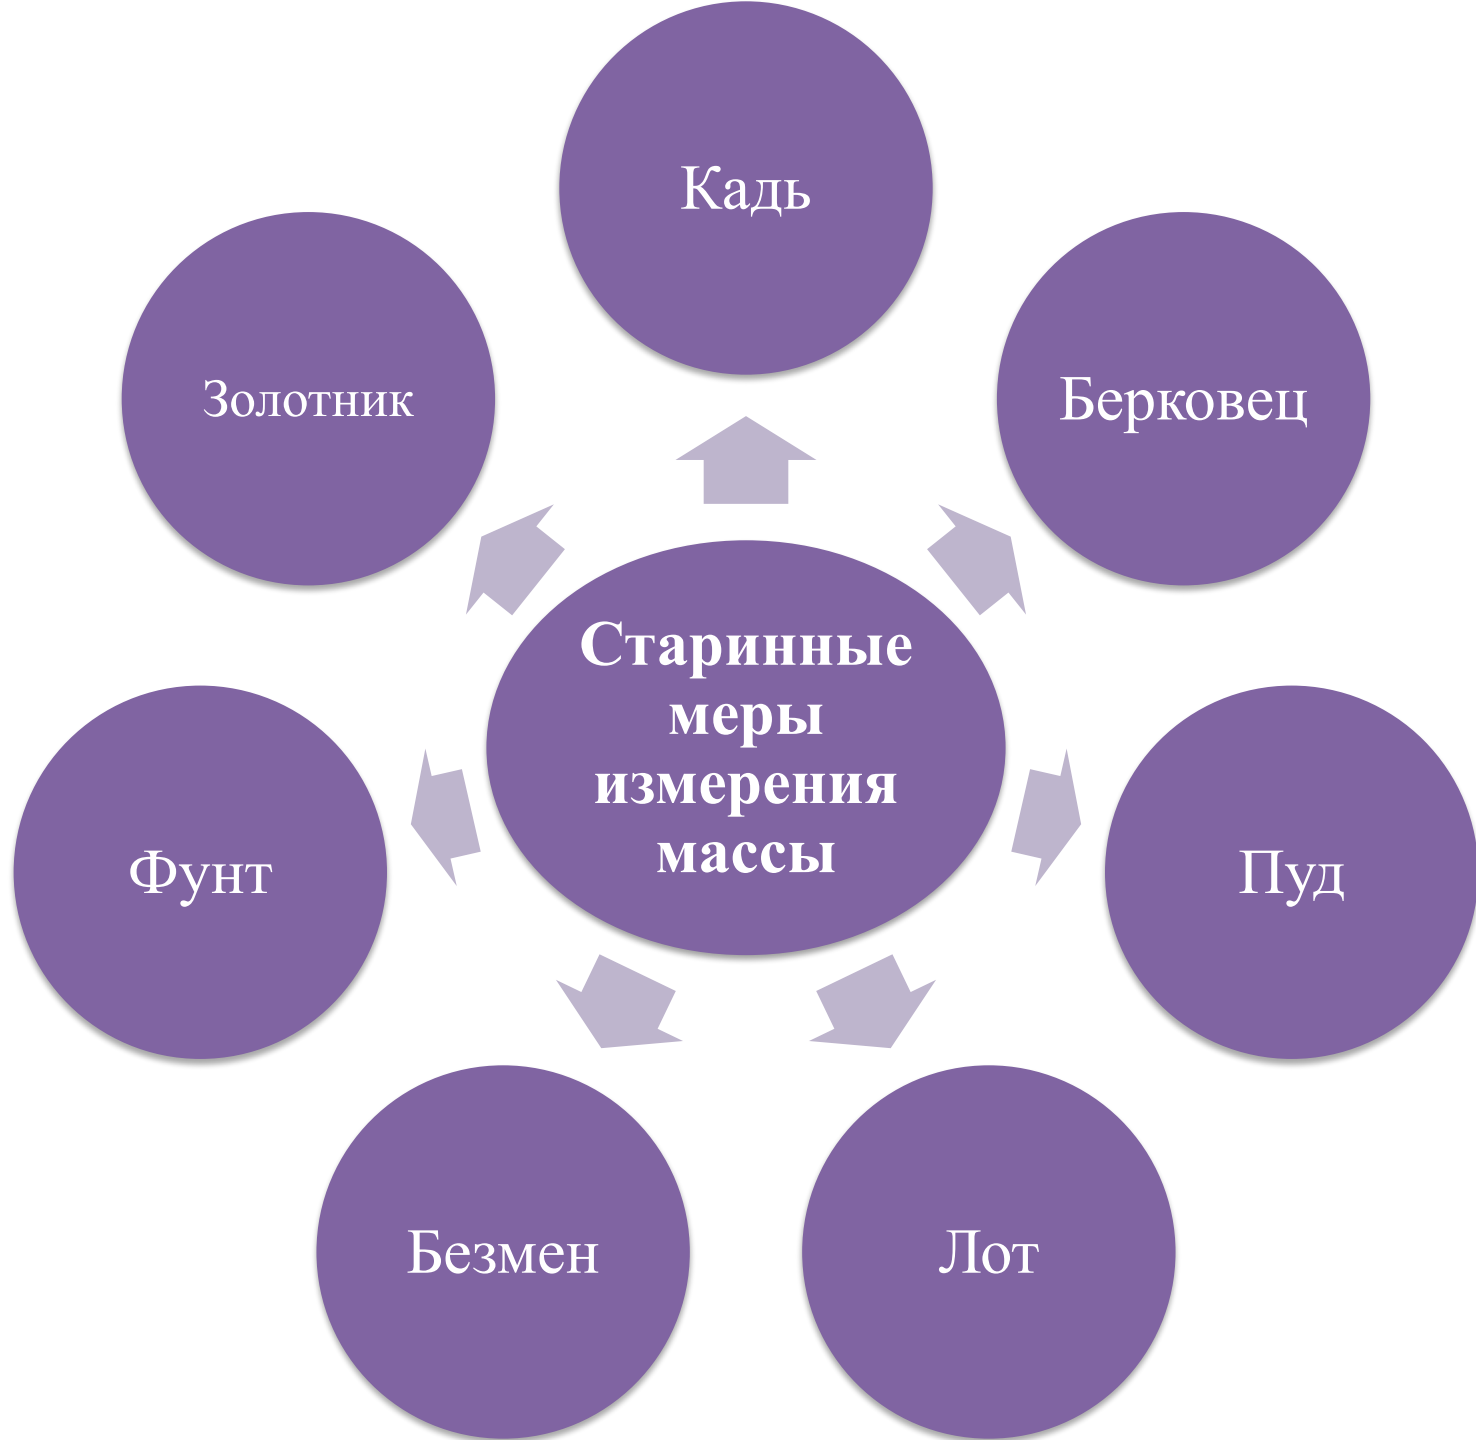 Кадь
Берковец
Пуд
Лот
Безмен
Фунт
Золотник
Старинные
меры
измерения
массы